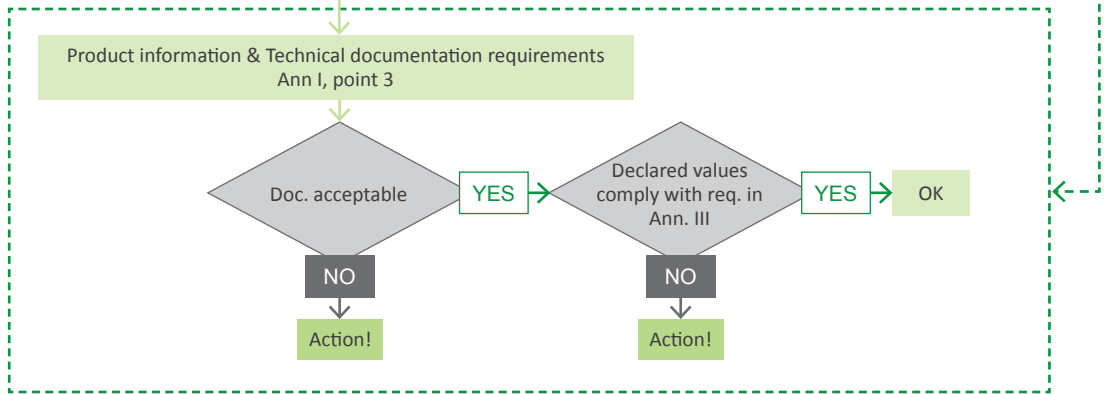 Product information & Technical documentation requirements
Ann I, point 3
Doc. acceptable
YES
Declared values
comply with req. in
Ann. III
YES
OK
NO
NO
Action!
Action!